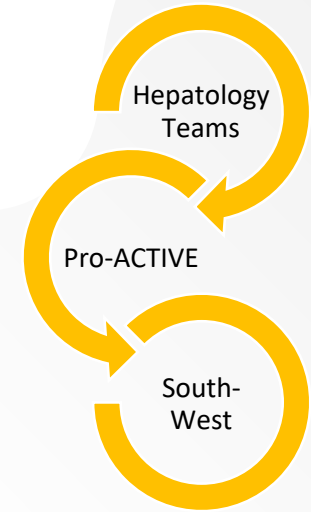 Hepatology
Teams
Pro-ACTIVE
South-
West